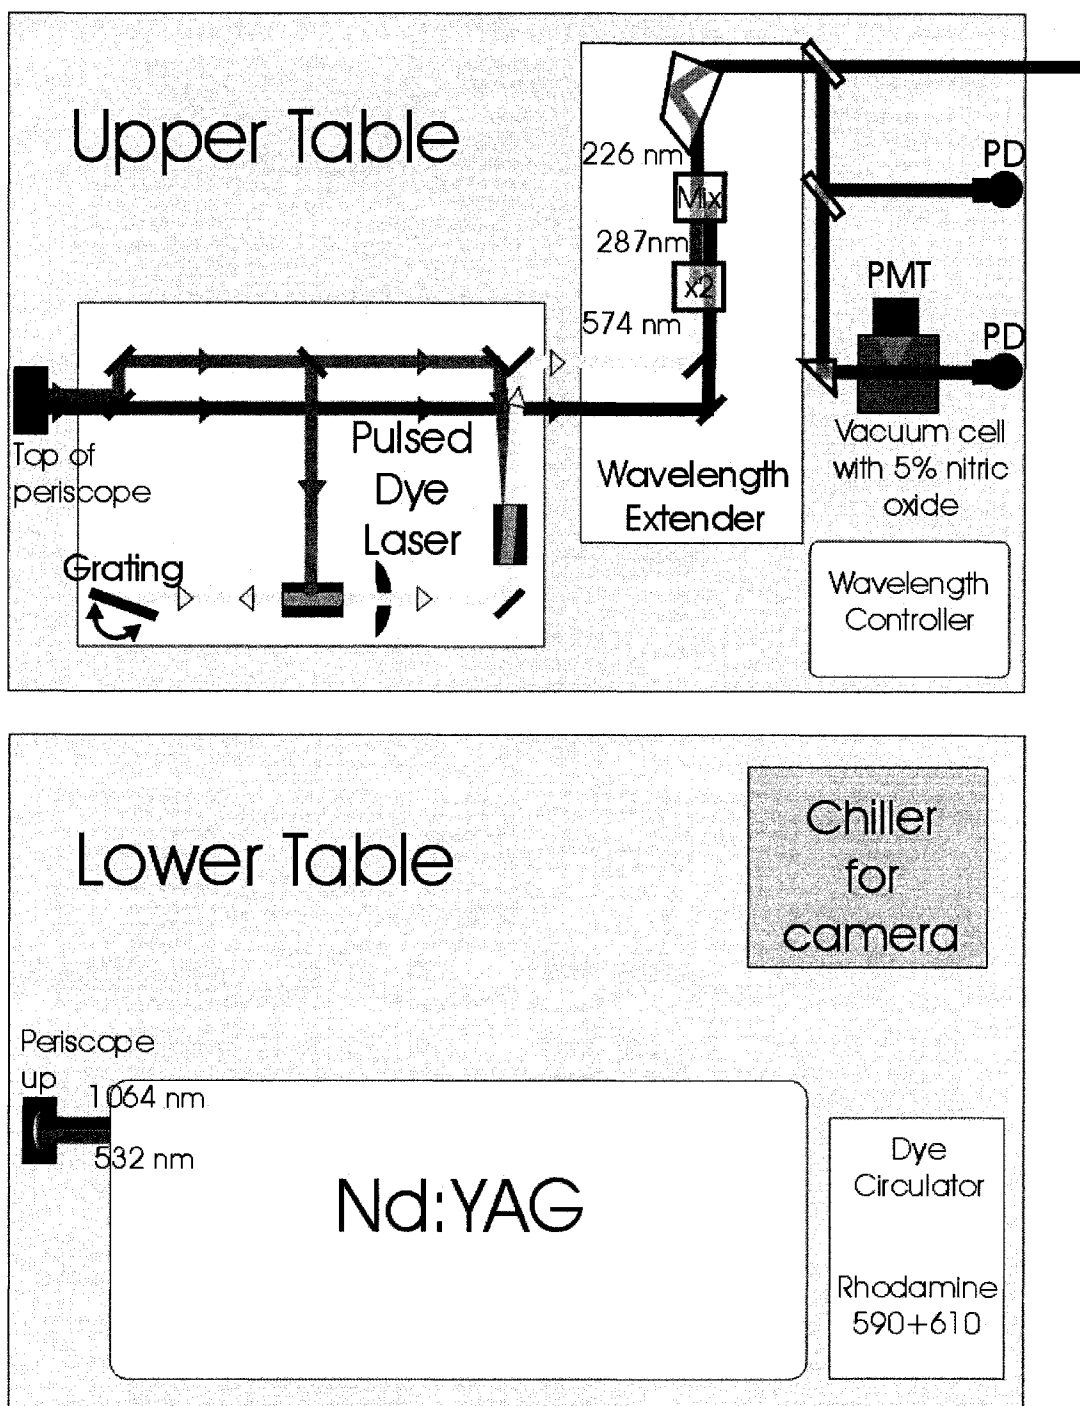 Upper Table
226 nm
Mix
287nm
x2
574 nm
PD
PMT
PD
Vacuum cell
with 5% nitric
oxide
Top of
periscope
Pulsed
Dye
Laser
Wavelength
Extender
Grating
Wavelength
Controller
Lower Table
Chiller
for
camera
Periscope
up
1064 nm
532 nm
Nd:YAG
Dye
Circulator
Rhodamine
590+610